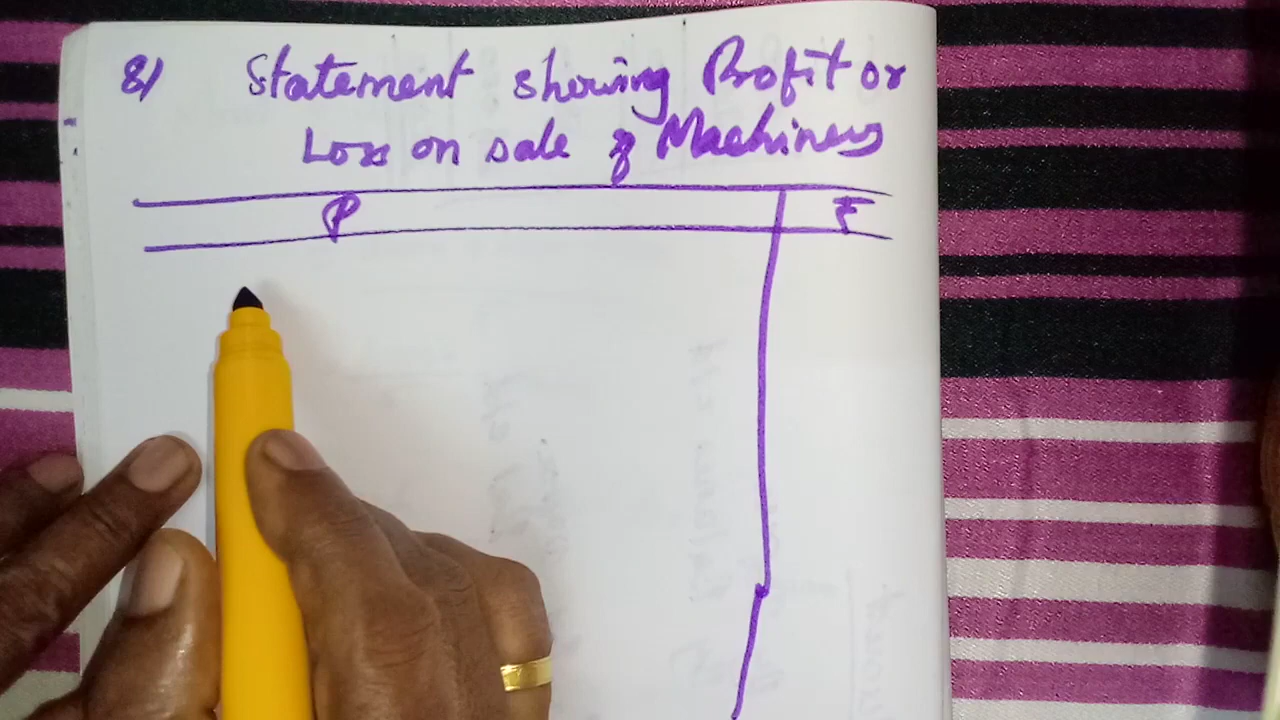 8) Statement showing Profit or
Loss on sale of Machinery
P ₹